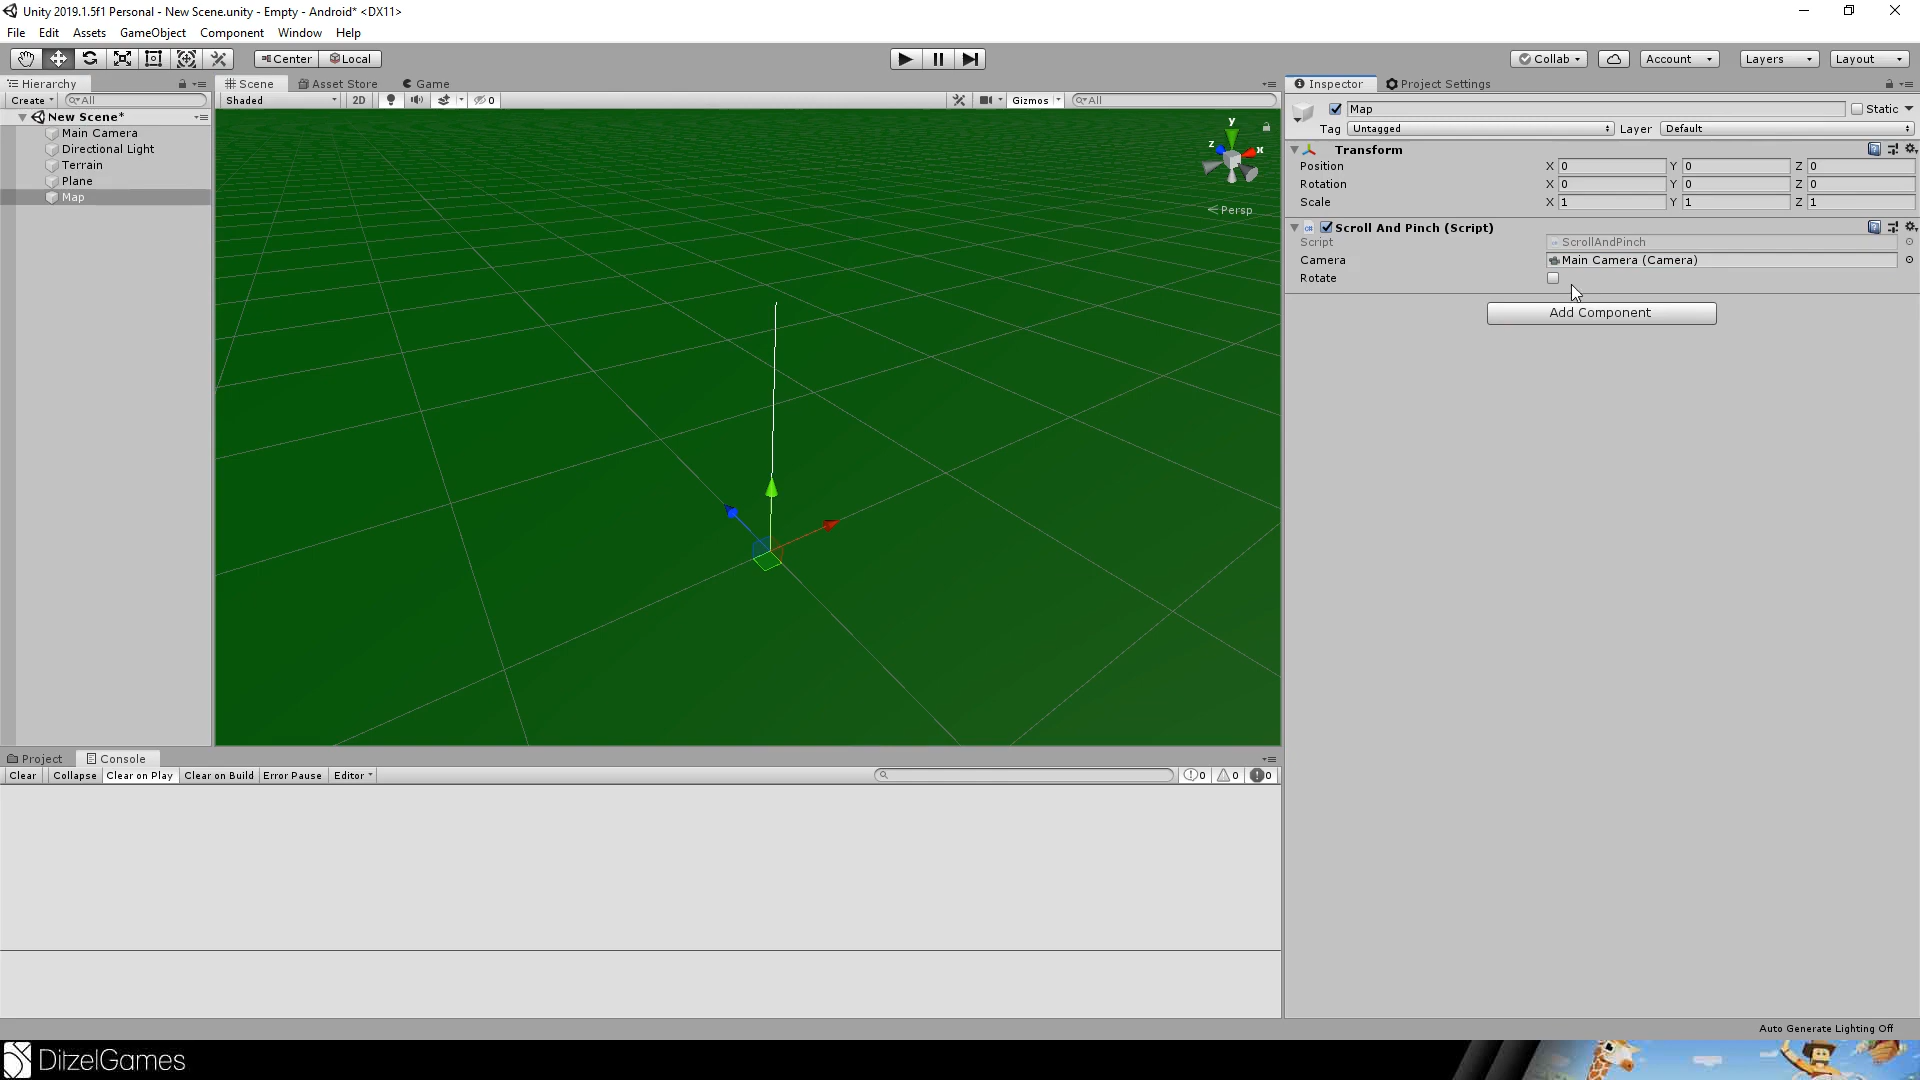 Unity 2019.1.5f1 Personal - New Scene.unity - Empty - Android* <DX11>
File Edit Assets GameObject Component Window Help
Center Local Collab Account Layers Layout
Hierarchy
Create All
New Scene*
Main Camera
Directional Light
Terrain
Plane
Map
Scene Asset Store Game
Shaded 2D 0 Gizmos All
y
z x
Persp
Inspector Project Settings
Map Static
Tag Untagged Layer Default
Transform
Position X 0 Y 0 Z 0
Rotation X 0 Y 0 Z 0
Scale X 1 Y 1 Z 1
Scroll And Pinch (Script)
Script ScrollAndPinch
Camera Main Camera (Camera)
Rotate
Add Component
Project Console
Clear Collapse Clear on Play Clear on Build Error Pause Editor 0 0 0
Auto Generate Lighting Off
DitzelGames